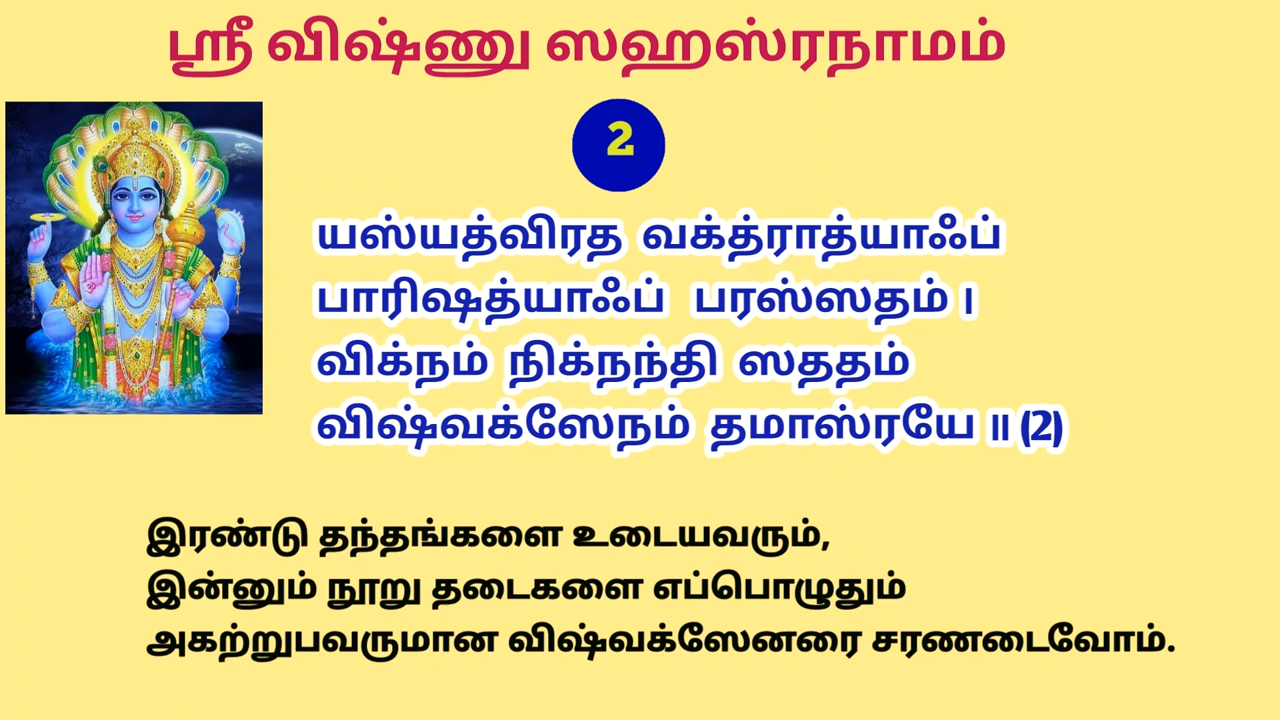 ஸ்ரீ விஷ்ணு ஸஹஸ்ரநாமம்
2
யஸ்யத்விரத வக்த்ராத்யாஃப்
பாரிஷத்யாஃப் பரஸ்ஸதம் ।
விக்நம் நிக்நந்தி ஸததம்
விஷ்வக்ஸேநம் தமாஸ்ரயே ॥ (2)
இரண்டு தந்தங்களை உடையவரும்,
இன்னும் நூறு தடைகளை எப்பொழுதும்
அகற்றுபவருமான விஷ்வக்ஸேனரை சரணடைவோம்.